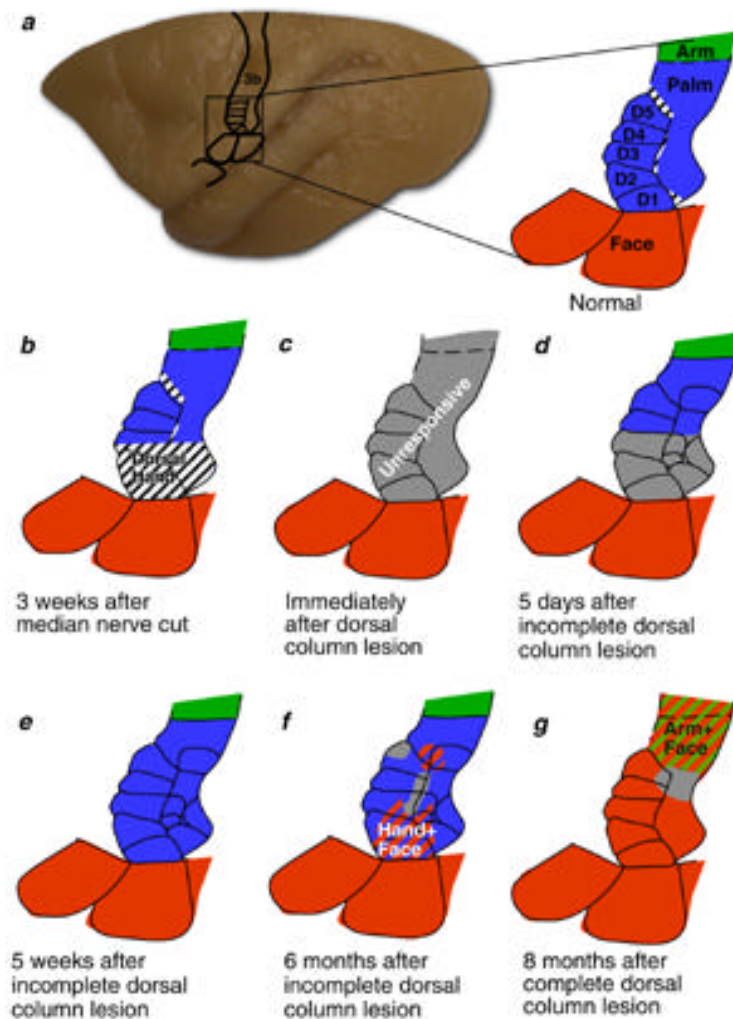 a
3b
Arm
Palm
D5
D4
D3
D2
D1
Face
Normal
b
Dorsal
Hand
3 weeks after
median nerve cut
c
Unresponsive
Immediately
after dorsal
column lesion
d
5 days after
incomplete dorsal
column lesion
e
5 weeks after
incomplete dorsal
column lesion
f
Hand+
Face
6 months after
incomplete dorsal
column lesion
g
Arm+
Face
8 months after
complete dorsal
column lesion